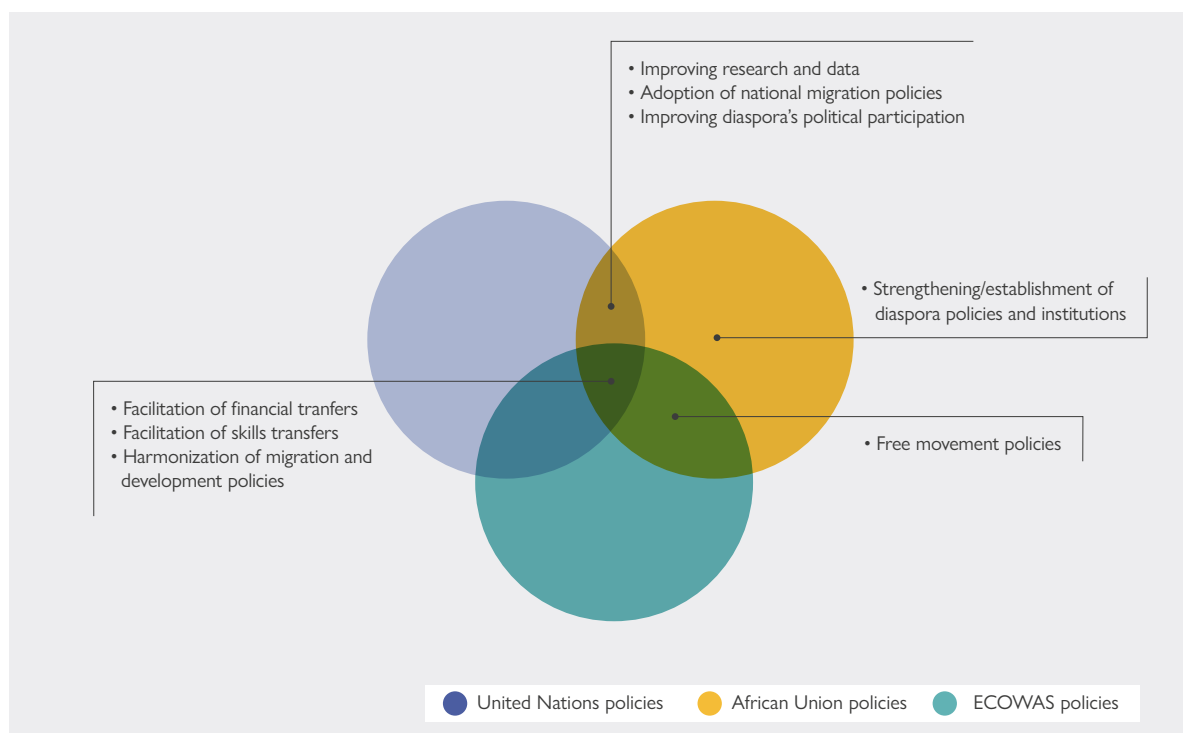 • Improving research and data
• Adoption of national migration policies
• Improving diaspora's political participation
• Strengthening/establishment of
diaspora policies and institutions
• Facilitation of financial tranfers
• Facilitation of skills transfers
• Harmonization of migration and
development policies
• Free movement policies
United Nations policies
African Union policies
ECOWAS policies